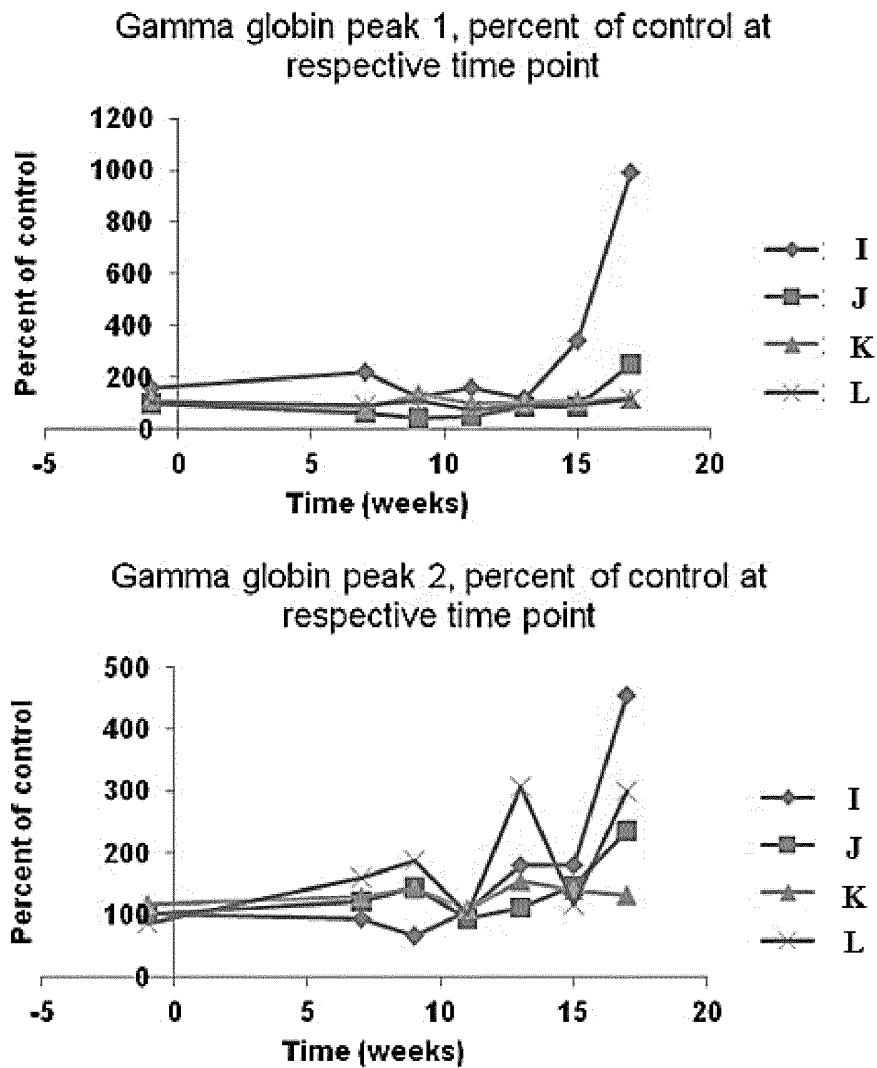 Gamma globin peak 1, percent of control at
respective time point
Percent of control
1200
1000
800
600
400
200
0
-5 0 5 10 15 20
Time (weeks)
I
J
K
L
Gamma globin peak 2, percent of control at
respective time point
Percent of control
500
400
300
200
100
0
-5 0 5 10 15 20
Time (weeks)
I
J
K
L